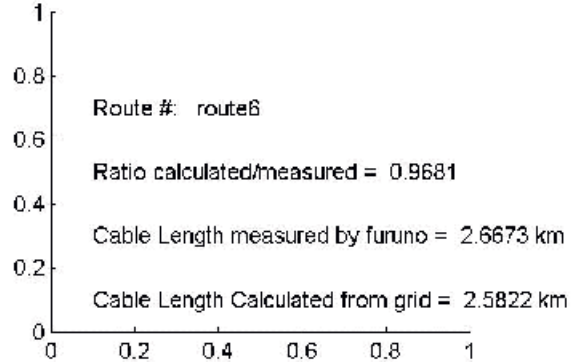 1
0.8
Route #: route6
0.6
Ratio calculated/measured = 0.9681
0.4
Cable Length measured by furuno = 2.6673 km
0.2
Cable Length Calculated from grid = 2.5822 km
0
0 0.2 0.4 0.6 0.8 1